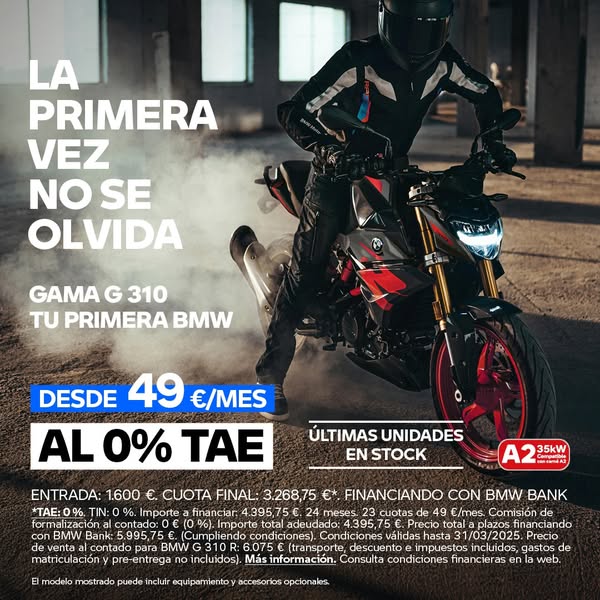 LA
PRIMERA
VEZ
NO SE
OLVIDA
GAMA G 310
TU PRIMERA BMW
DESDE 49 €/MES
AL 0% TAE
ÚLTIMAS UNIDADES
EN STOCK
A2 35kW
Compatible
con carné A2
ENTRADA: 1.600 €. CUOTA FINAL: 3.268,75 €*. FINANCIANDO CON BMW BANK
*TAE: 0 %. TIN: 0 %. Importe a financiar: 4.395,75 €. 24 meses. 23 cuotas de 49 €/mes. Comisión de
formalización al contado: 0 € (0 %). Importe total adeudado: 4.395,75 €. Precio total a plazos financiando
con BMW Bank: 5.995,75 €. (Cumpliendo condiciones). Condiciones válidas hasta 31/03/2025. Precio
de venta al contado para BMW G 310 R: 6.075 € (transporte, descuento e impuestos incluidos, gastos de
matriculación y pre-entrega no incluidos). Más información. Consulta condiciones financieras en la web.
El modelo mostrado puede incluir equipamiento y accesorios opcionales.